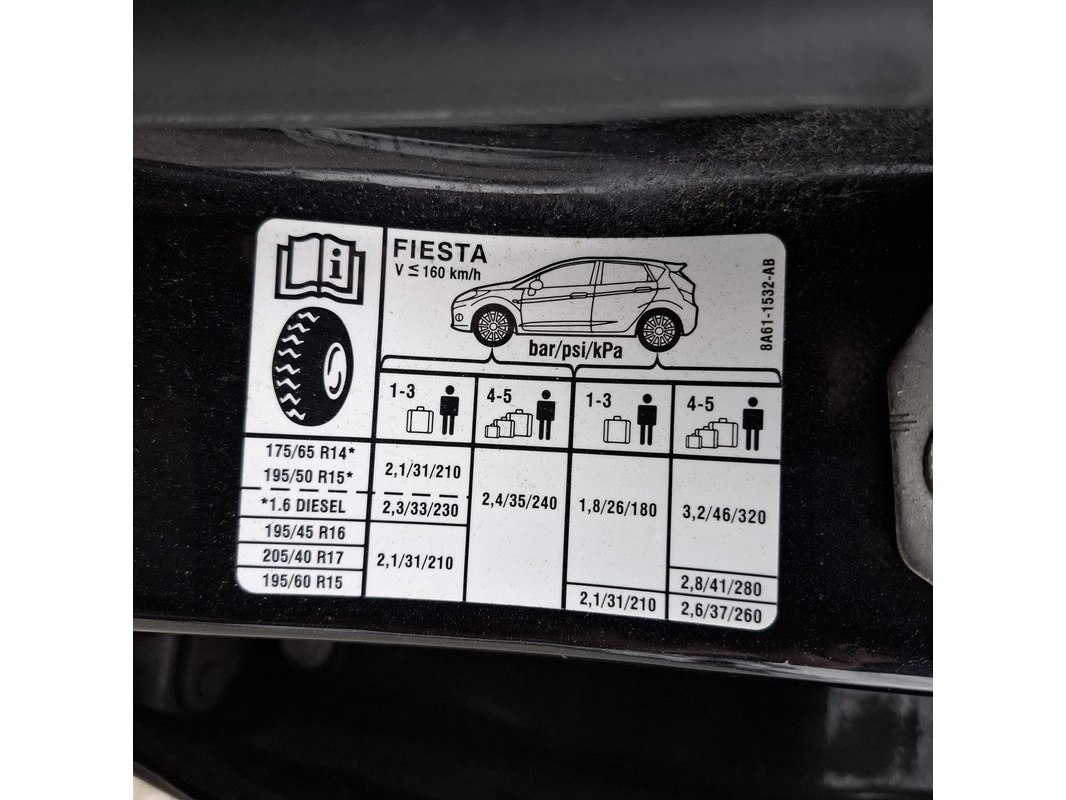 FIESTA
V ≤ 160 km/h
8A61-1532-AB
bar/psi/kPa
1-3 4-5 1-3 4-5
175/65 R14*
195/50 R15*
*1.6 DIESEL
195/45 R16
205/40 R17
195/60 R15
2,1/31/210
2,3/33/230
2,1/31/210
2,4/35/240
1,8/26/180
2,1/31/210
3,2/46/320
2,8/41/280
2,6/37/260